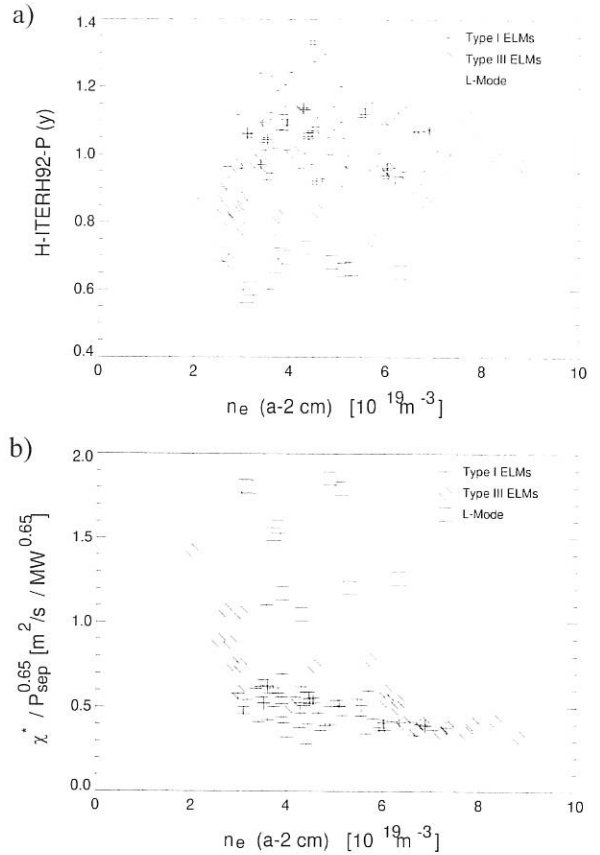 a)
1.4
1.2
1.0
0.8
0.6
0.4
H-ITERH92-P (y)
Type I ELMs
Type III ELMs
L-Mode
0 2 4 6 8 10
ne (a-2 cm) [10 19 m -3]
b)
2.0
1.5
1.0
0.5
0.0
χ* / P sep 0.65 [m2/s / MW 0.65]
Type I ELMs
Type III ELMs
L-Mode
0 2 4 6 8 10
ne (a-2 cm) [10 19 m -3]